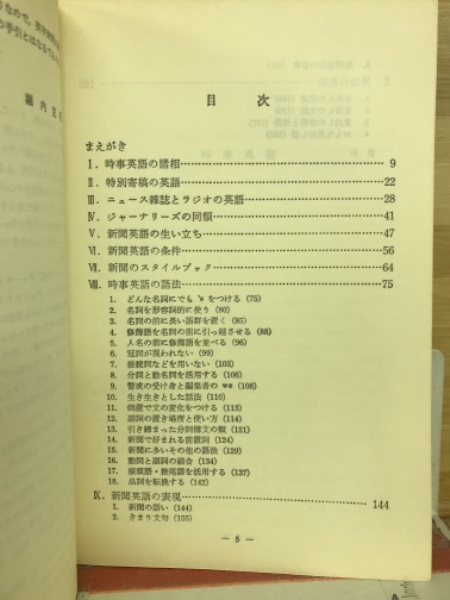 目次
まえがき
Ⅰ. 時事英語の諸相 9
Ⅱ. 特別寄稿の英語 22
Ⅲ. ニュース雑誌とラジオの英語 28
Ⅳ. ジャーナリーズの同類 41
Ⅴ. 新聞英語の生い立ち 47
Ⅵ. 新聞英語の条件 56
Ⅶ. 新聞のスタイルブック 64
Ⅷ. 時事英語の語法 75
1. どんな名詞にでも 's をつける (75)
2. 名詞を形容詞的に使う (80)
3. 名詞の前に長い語群を置く (85)
4. 修飾語を名詞の前に引っ越させる (88)
5. 人名の前に修飾語を並べる (96)
6. 冠詞が現われない (99)
7. 接続詞などを用いない (103)
8. 分詞と動名詞を活用する (106)
9. 警戒の受け身と編集者の we (108)
10. 生き生きとした語法 (110)
11. 倒置で文の変化をつける (113)
12. 副詞の置き場所と使い方 (114)
13. 引き締まった分詞構文の類 (121)
14. 新聞で好まれる前置詞 (124)
15. 新聞に多いその他の語法 (129)
16. 動詞と副詞の結合 (134)
17. 接頭語・接尾語を活用する (137)
18. 品詞を転換する (142)
Ⅸ. 新聞英語の表現 144
1. 新聞の語い (144)
2. きまり文句 (155)
— 5 —